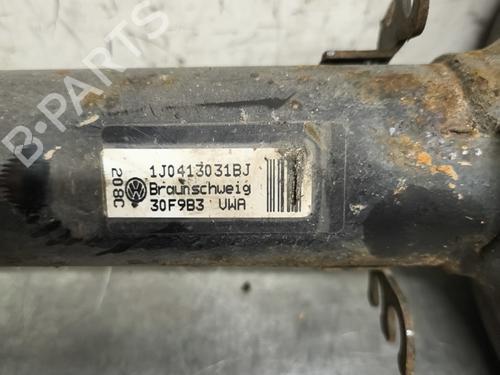 B-PARTS
1J0413031BJ
Braunschweig
30F9B3 VWA
208C